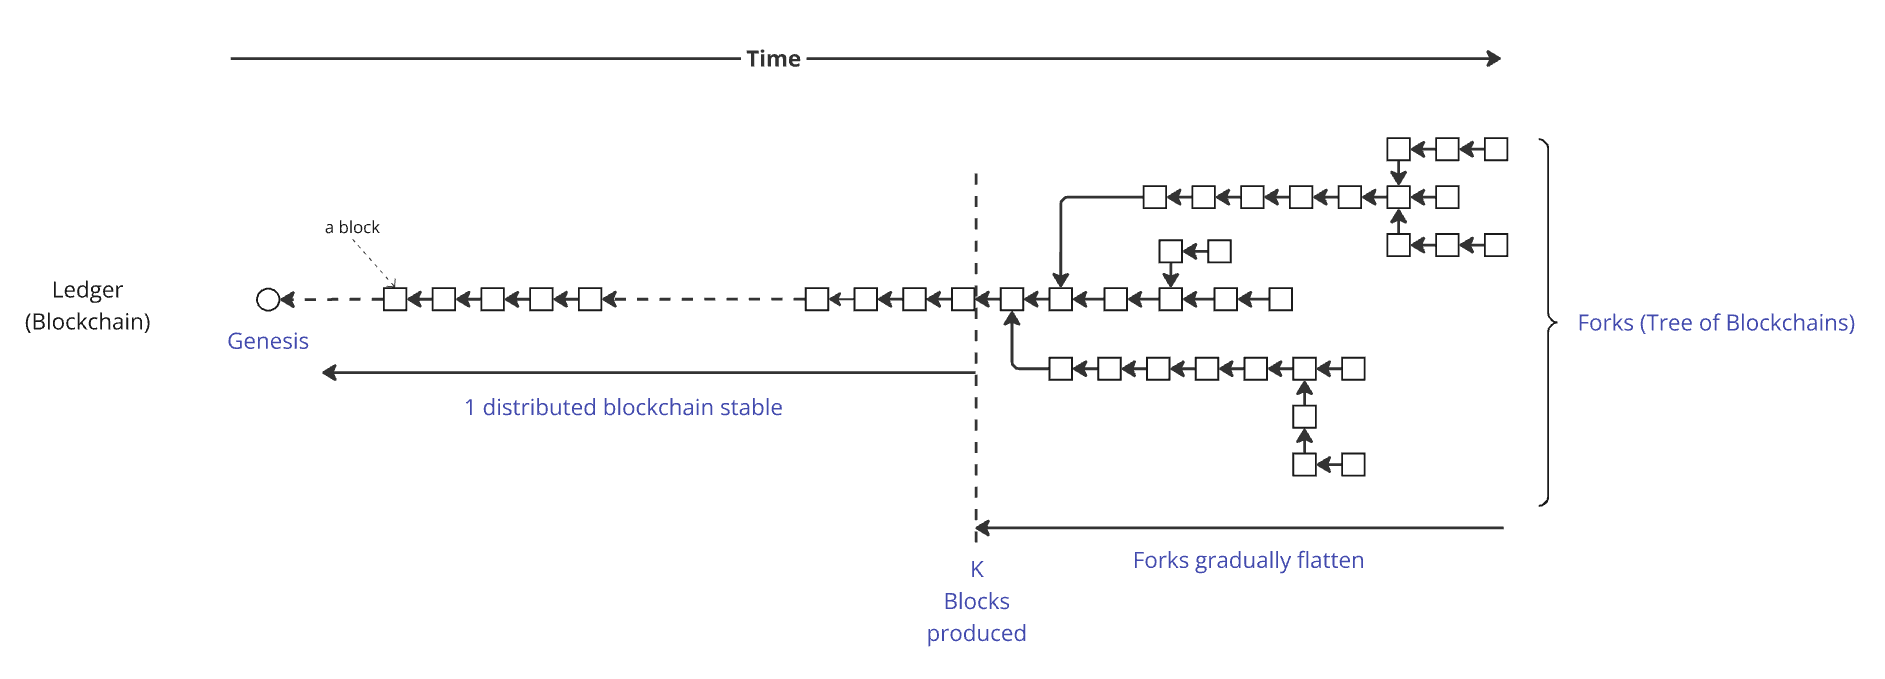 Time
a block
Ledger
(Blockchain)
Genesis
1 distributed blockchain stable
Forks (Tree of Blockchains)
Forks gradually flatten
K
Blocks
produced